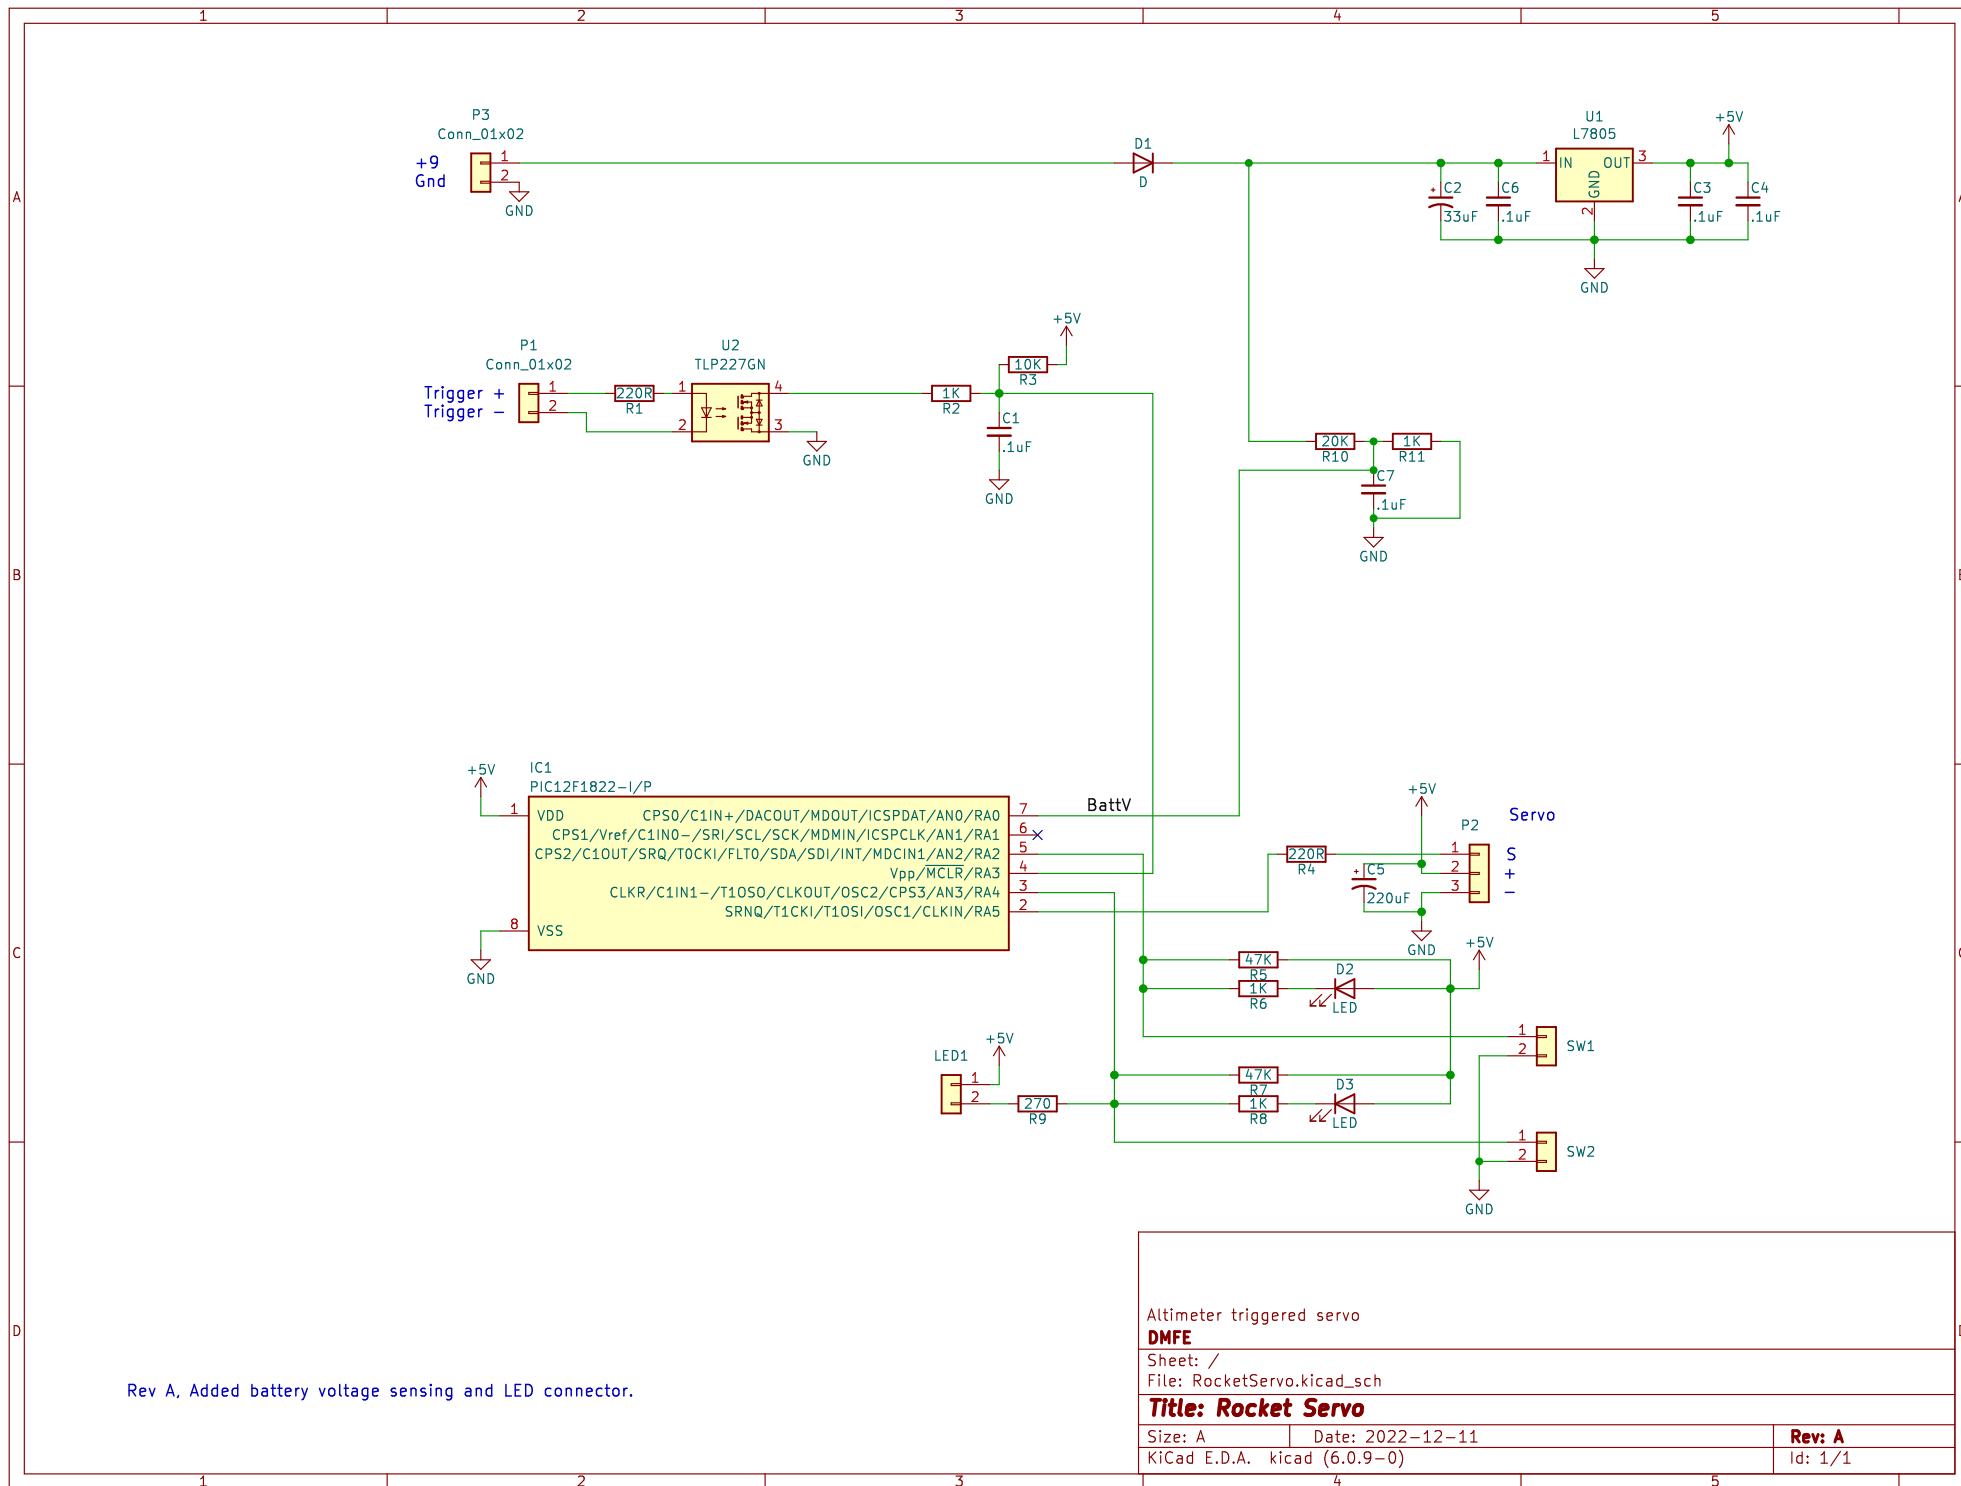 1 2 3 4 5
A
B
C
D
P3
Conn_01x02
+9
Gnd
1
2
GND
D1
D
U1
L7805
1
IN
OUT
3
GND
2
+5V
C2
33uF
C6
.1uF
C3
.1uF
C4
.1uF
GND
P1
Conn_01x02
Trigger +
Trigger -
1
2
220R
R1
U2
TLP227GN
1
2
4
3
GND
1K
R2
10K
R3
+5V
C1
.1uF
GND
20K
R10
1K
R11
C7
.1uF
GND
+5V
IC1
PIC12F1822-I/P
1
VDD
8
VSS
GND
CPS0/C1IN+/DACOUT/MDOUT/ICSPDAT/AN0/RA0
7
CPS1/Vref/C1IN0-/SRI/SCL/SCK/MDMIN/ICSPCLK/AN1/RA1
6
CPS2/C1OUT/SRQ/T0CKI/FLT0/SDA/SDI/INT/MDCIN1/AN2/RA2
5
Vpp/MCLR/RA3
4
CLKR/C1IN1-/T1OSO/CLKOUT/OSC2/CPS3/AN3/RA4
3
SRNQ/T1CKI/T1OSI/OSC1/CLKIN/RA5
2
BattV
+5V
Servo
P2
1
2
3
S
+
-
220R
R4
C5
220uF
GND
+5V
47K
R5
1K
R6
D2
LED
1
2
SW1
LED1
+5V
1
2
270
R9
47K
R7
1K
R8
D3
LED
1
2
SW2
GND
Rev A, Added battery voltage sensing and LED connector.
Altimeter triggered servo
DMFE
Sheet: /
File: RocketServo.kicad_sch
Title: Rocket Servo
Size: A
Date: 2022-12-11
Rev: A
KiCad E.D.A. kicad (6.0.9-0)
Id: 1/1
1 2 3 4 5